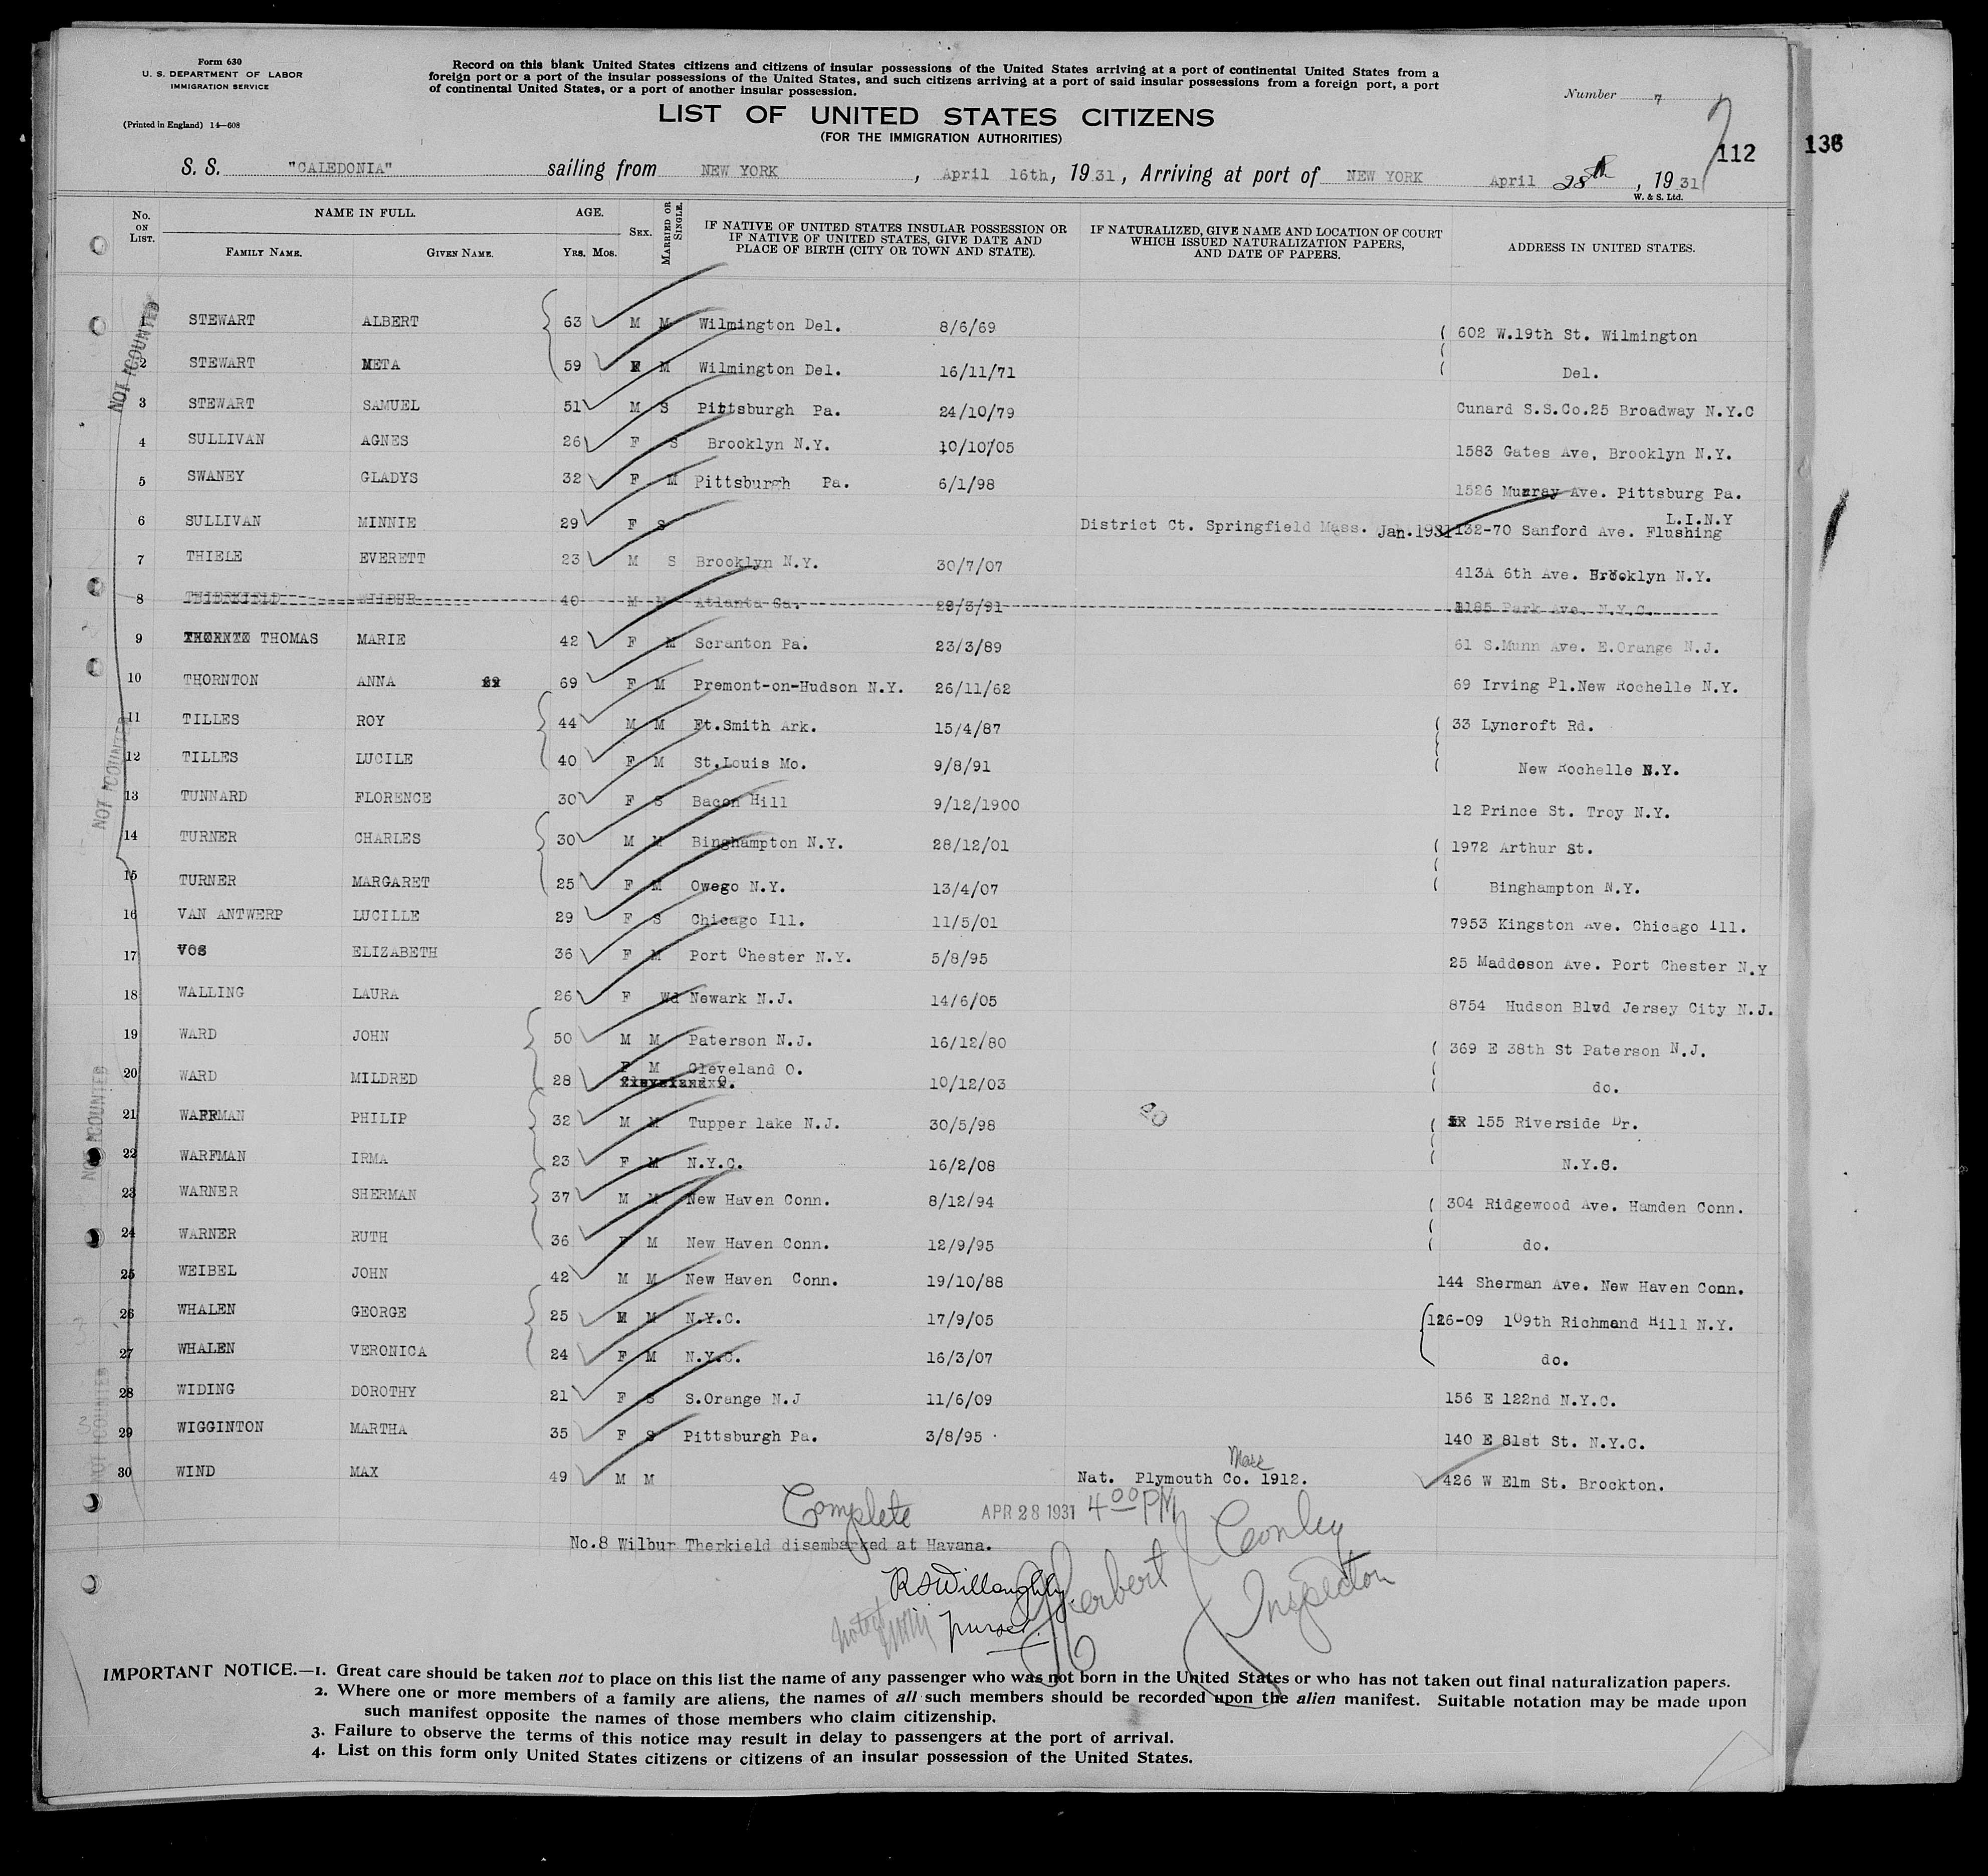 Form 630
U. S. DEPARTMENT OF LABOR
IMMIGRATION SERVICE
(Printed in England) 14—608
Record on this blank United States citizens and citizens of insular possessions of the United States arriving at a port of continental United States from a
foreign port or a port of the insular possessions of the United States, and such citizens arriving at a port of said insular possessions from a foreign port, a port
of continental United States, or a port of another insular possession.
Number 7
LIST OF UNITED STATES CITIZENS
(FOR THE IMMIGRATION AUTHORITIES)
112
136
S. S. "CALEDONIA" sailing from NEW YORK, April 16th, 1931, Arriving at port of NEW YORK April 28th, 1931
W. & S. Ltd.
No. ON LIST. NAME IN FULL. FAMILY NAME. GIVEN NAME. AGE. YRS. MOS. SEX. MARRIED OR SINGLE. IF NATIVE OF UNITED STATES INSULAR POSSESSION OR IF NATIVE OF UNITED STATES, GIVE DATE AND PLACE OF BIRTH (CITY OR TOWN AND STATE). IF NATURALIZED, GIVE NAME AND LOCATION OF COURT WHICH ISSUED NATURALIZATION PAPERS, AND DATE OF PAPERS. ADDRESS IN UNITED STATES.
1 STEWART ALBERT 63 M M Wilmington Del. 8/6/69 602 W.19th St. Wilmington
2 STEWART META 59 F M Wilmington Del. 16/11/71 Del.
3 STEWART SAMUEL 51 M S Pittsburgh Pa. 24/10/79 Cunard S.S.Co.25 Broadway N.Y.C
4 SULLIVAN AGNES 26 F S Brooklyn N.Y. 10/10/05 1583 Gates Ave, Brooklyn N.Y.
5 SWANEY GLADYS 32 F M Pittsburgh Pa. 6/1/98 1526 Murray Ave. Pittsburg Pa.
6 SULLIVAN MINNIE 29 F S District Ct. Springfield Mass. Jan.1931 132-70 Sanford Ave. Flushing L.I.N.Y
7 THIELE EVERETT 23 M S Brooklyn N.Y. 30/7/07 413A 6th Ave. Brooklyn N.Y.
8 THIERKIELD WILBUR 40 M M Atlanta Ga. 29/3/91 1185 Park Ave. N.Y.C.
9 THOMAS MARIE 42 F M Scranton Pa. 23/3/89 61 S.Munn Ave. E.Orange N.J.
10 THORNTON ANNA 69 F M Premont-on-Hudson N.Y. 26/11/62 69 Irving Pl.New Rochelle N.Y.
11 TILLES ROY 44 M M Ft.Smith Ark. 15/4/87 33 Lyncroft Rd.
12 TILLES LUCILE 40 F M St.Louis Mo. 9/8/91 New Rochelle N.Y.
13 TUNNARD FLORENCE 30 F S Bacon Hill 9/12/1900 12 Prince St. Troy N.Y.
14 TURNER CHARLES 30 M M Binghampton N.Y. 28/12/01 1972 Arthur St.
15 TURNER MARGARET 25 F M Owego N.Y. 13/4/07 Binghampton N.Y.
16 VAN ANTWERP LUCILLE 29 F S Chicago Ill. 11/5/01 7953 Kingston Ave. Chicago Ill.
17 VOS ELIZABETH 36 F M Port Chester N.Y. 5/8/95 25 Maddeson Ave. Port Chester N.Y
18 WALLING LAURA 26 F Wd Newark N.J. 14/6/05 8754 Hudson Blvd Jersey City N.J.
19 WARD JOHN 50 M M Paterson N.J. 16/12/80 369 E 38th St Paterson N.J.
20 WARD MILDRED 28 F M Cleveland O. 10/12/03 do.
21 WARFMAN PHILIP 32 M M Tupper lake N.J. 30/5/98 155 Riverside Dr.
22 WARFMAN IRMA 23 F M N.Y.C. 16/2/08 N.Y.C.
23 WARNER SHERMAN 37 M M New Haven Conn. 8/12/94 304 Ridgewood Ave. Hamden Conn.
24 WARNER RUTH 36 F M New Haven Conn. 12/9/95 do.
25 WEIBEL JOHN 42 M M New Haven Conn. 19/10/88 144 Sherman Ave. New Haven Conn.
26 WHALEN GEORGE 25 M M N.Y.C. 17/9/05 126-09 109th Richmond Hill N.Y.
27 WHALEN VERONICA 24 F M N.Y.C. 16/3/07 do.
28 WIDING DOROTHY 21 F S S.Orange N.J 11/6/09 156 E 122nd N.Y.C.
29 WIGGINTON MARTHA 35 F S Pittsburgh Pa. 3/8/95 140 E 81st St. N.Y.C.
30 WIND MAX 49 M M Nat. Plymouth Co. Mass 1912. 426 W Elm St. Brockton.
NOT COUNTED
NOT COUNTED
NOT COUNTED
NOT COUNTED
Complete APR 28 1931 4 00 PM
No.8 Wilbur Therkield disembarked at Havana.
R S Willoughby
purser
Herbert Conley
Inspector
IMPORTANT NOTICE.—1. Great care should be taken not to place on this list the name of any passenger who was not born in the United States or who has not taken out final naturalization papers.
2. Where one or more members of a family are aliens, the names of all such members should be recorded upon the alien manifest. Suitable notation may be made upon
such manifest opposite the names of those members who claim citizenship.
3. Failure to observe the terms of this notice may result in delay to passengers at the port of arrival.
4. List on this form only United States citizens or citizens of an insular possession of the United States.